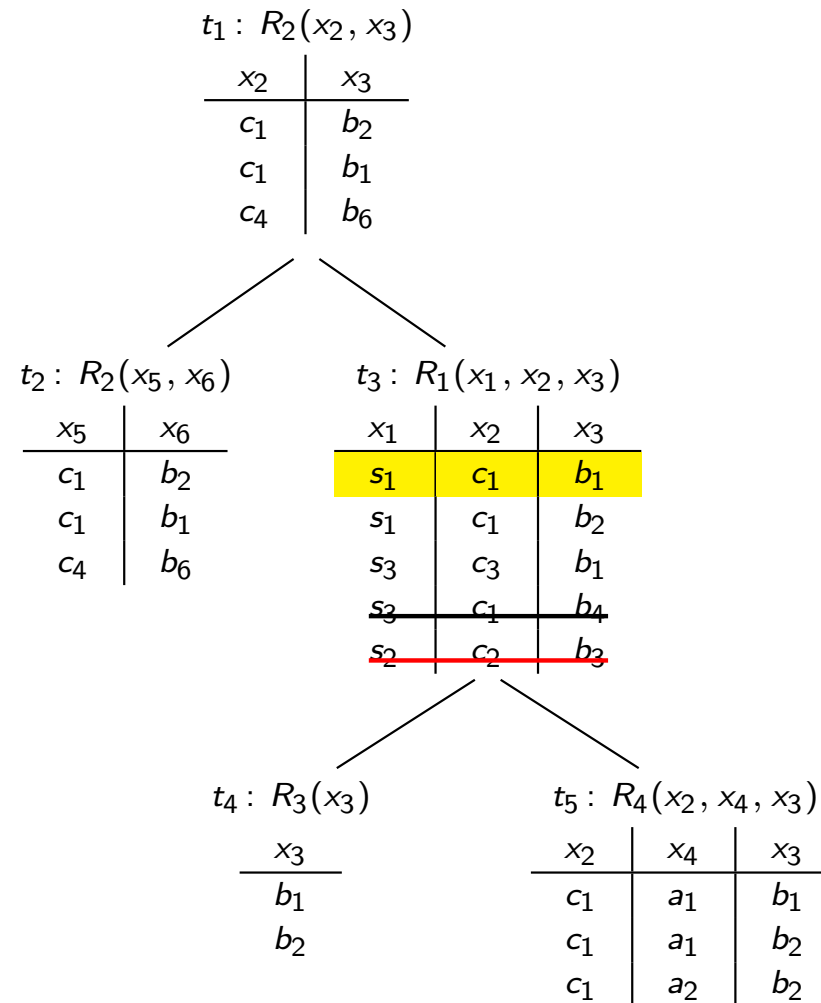 t₁ : R₂(x₂, x₃)
x₂ x₃
c₁ b₂
c₁ b₁
c₄ b₆
t₂ : R₂(x₅, x₆)
x₅ x₆
c₁ b₂
c₁ b₁
c₄ b₆
t₃ : R₁(x₁, x₂, x₃)
x₁ x₂ x₃
s₁ c₁ b₁
s₁ c₁ b₂
s₃ c₃ b₁
s₃ c₁ b₄
s₂ c₂ b₃
t₄ : R₃(x₃)
x₃
b₁
b₂
t₅ : R₄(x₂, x₄, x₃)
x₂ x₄ x₃
c₁ a₁ b₁
c₁ a₁ b₂
c₁ a₂ b₂